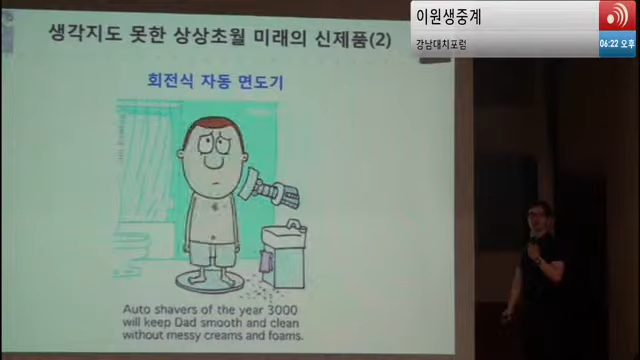 생각지도 못한 상상초월 미래의 신제품(2)
이원생중계
강남대치포럼
06:22 오후
회전식 자동 면도기
Auto shavers of the year 3000
will keep Dad smooth and clean
without messy creams and foams.